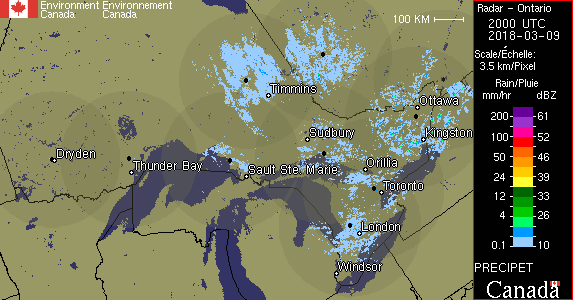 Environment Environnement
Canada Canada
100 KM
Timmins
Ottawa
Sudbury
Kingston
Dryden
Thunder Bay
Sault Ste. Marie
Orillia
Toronto
London
Windsor
Radar - Ontario
2000 UTC
2018-03-09
Scale/Échelle:
3.5 km/Pixel
Rain/Pluie
mm/hr dBZ
200 61
100 56
100 52
50 46
24 39
12 33
4 26
0.1 10
PRECIPET
Canada